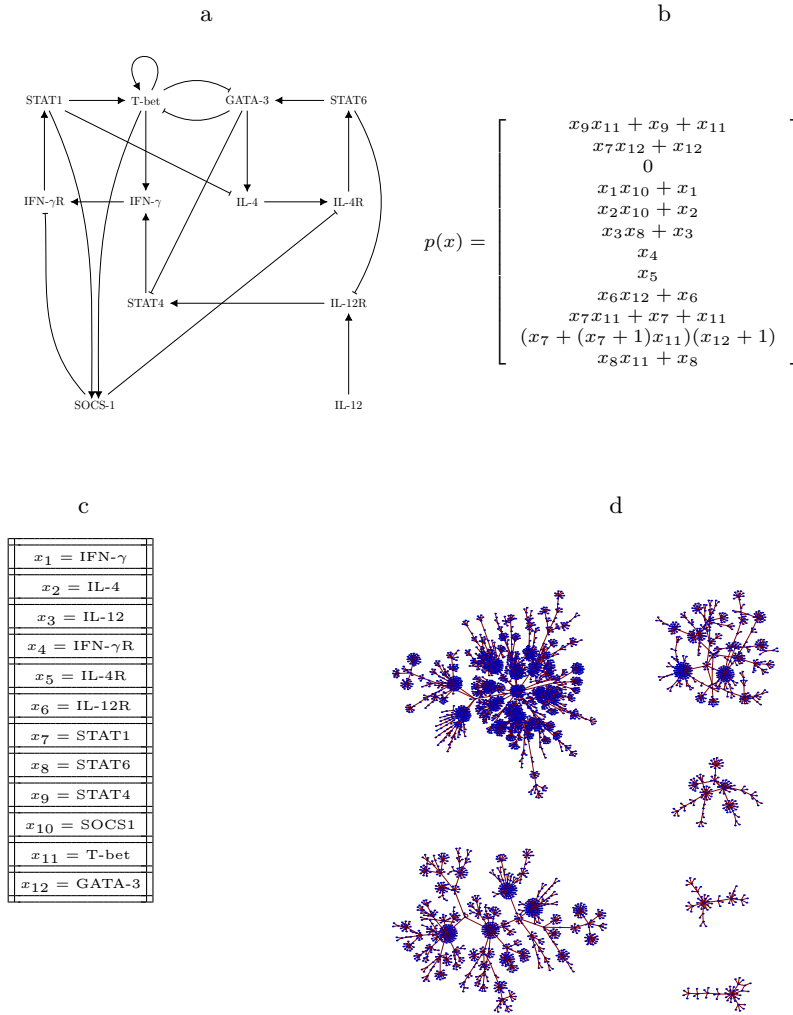 a
b
STAT1
T-bet
GATA-3
STAT6
IFN-γR
IFN-γ
IL-4
IL-4R
STAT4
IL-12R
SOCS-1
IL-12
p(x) =
x₉x₁₁ + x₉ + x₁₁
x₇x₁₂ + x₁₂
0
x₁x₁₀ + x₁
x₂x₁₀ + x₂
x₃x₈ + x₃
x₄
x₅
x₆x₁₂ + x₆
x₇x₁₁ + x₇ + x₁₁
(x₇ + (x₇ + 1)x₁₁)(x₁₂ + 1)
x₈x₁₁ + x₈
c
d
x₁ = IFN-γ
x₂ = IL-4
x₃ = IL-12
x₄ = IFN-γR
x₅ = IL-4R
x₆ = IL-12R
x₇ = STAT1
x₈ = STAT6
x₉ = STAT4
x₁₀ = SOCS1
x₁₁ = T-bet
x₁₂ = GATA-3